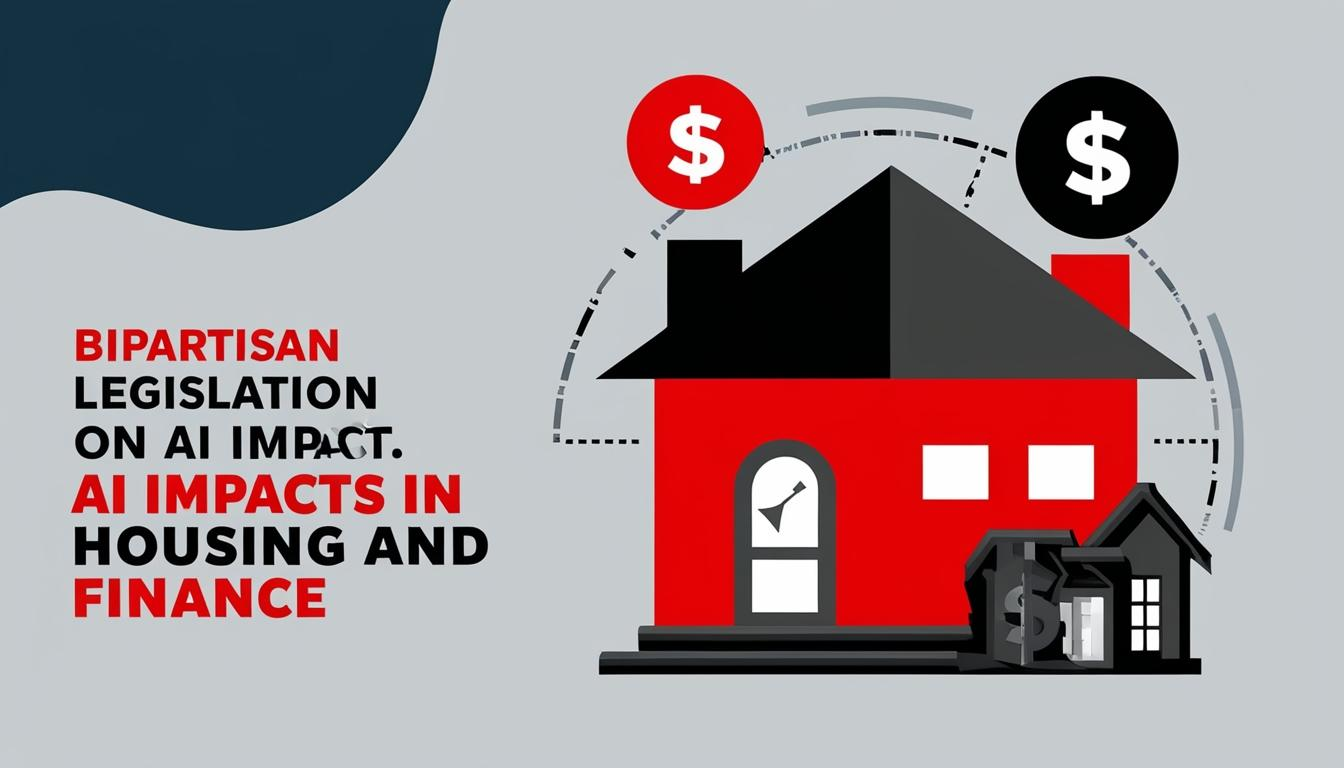 BIPARTISAN
LEGISLATION
ON AI IMPACT.
AI IMPACTS IN
HOUSING AND
FINANCE
$
$
$